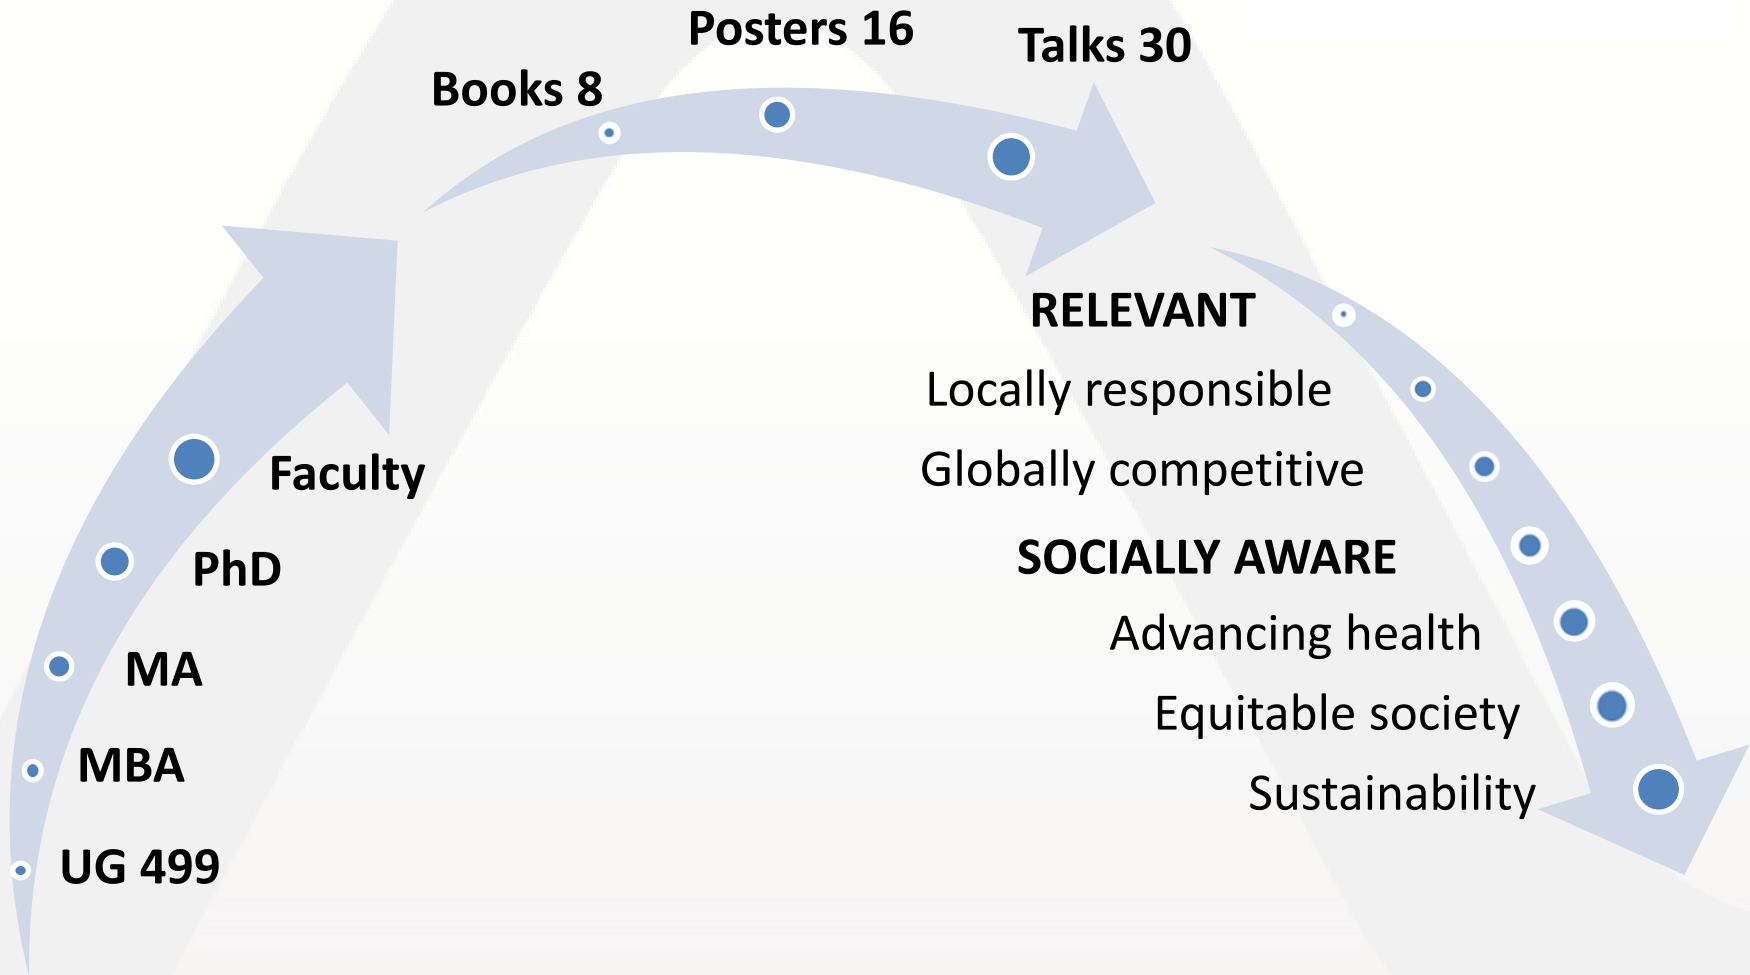 Posters 16
Talks 30
Books 8
RELEVANT
Locally responsible
Globally competitive
SOCIALLY AWARE
Advancing health
Equitable society
Sustainability
Faculty
PhD
MA
MBA
UG 499